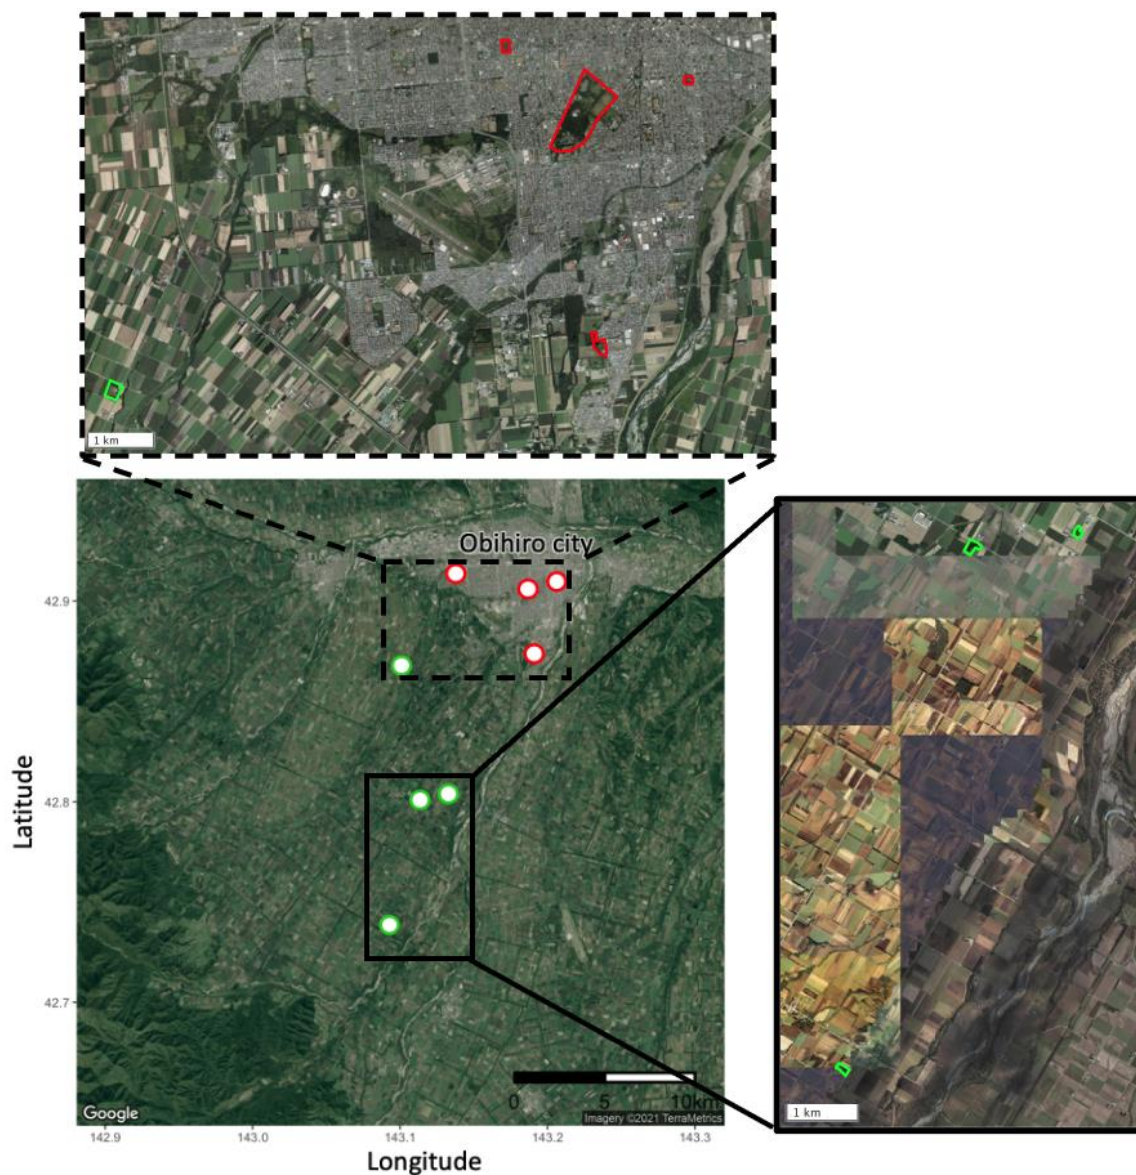 1 km
Obihiro city
42.9
42.8
42.7
Latitude
1 km
0 5 10km
Google
Imagery ©2021 TerraMetrics
142.9 143.0 143.1 143.2 143.3
Longitude